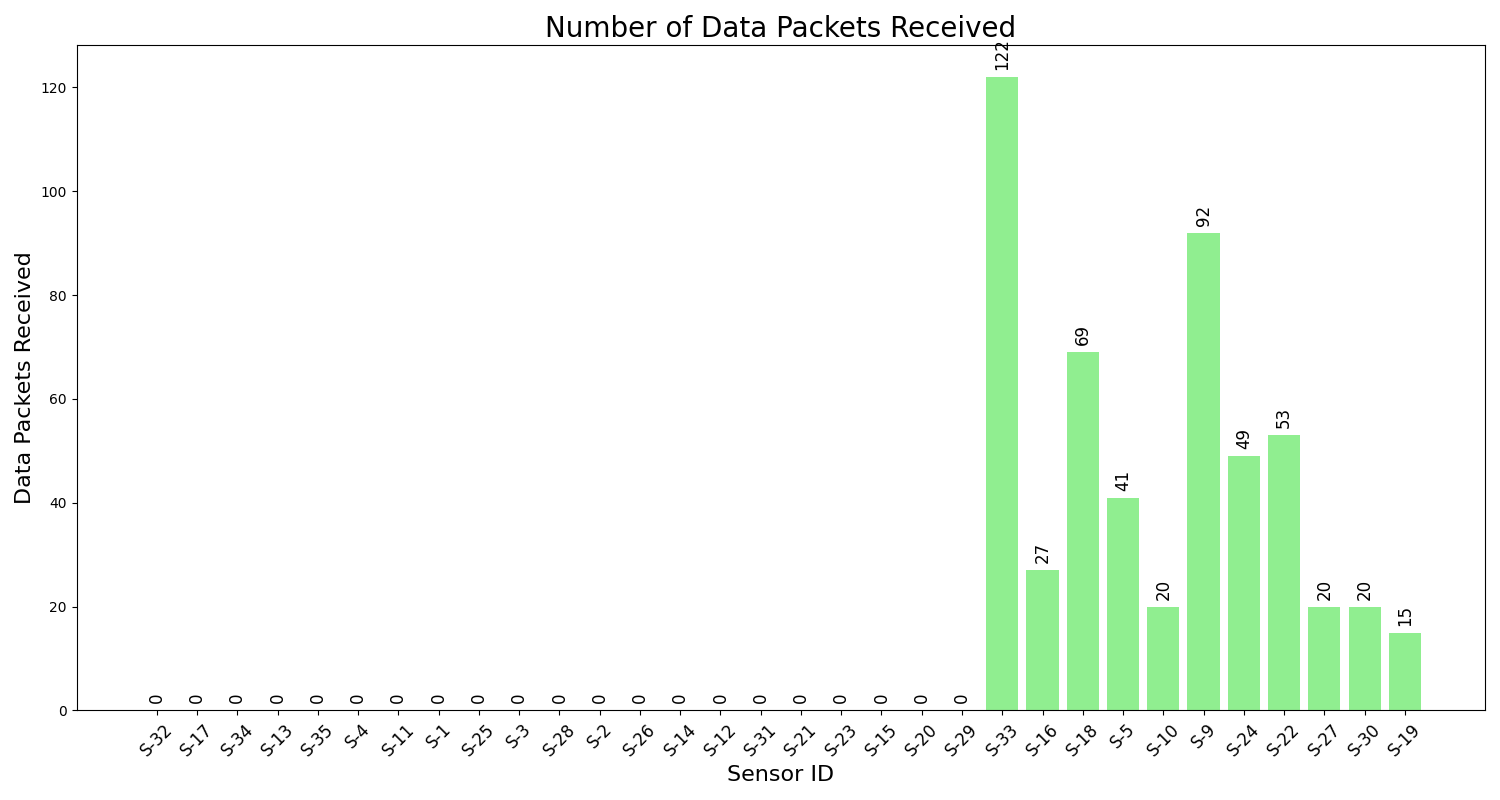 Number of Data Packets Received
Data Packets Received
120
100
80
60
40
20
0
0 0 0 0 0 0 0 0 0 0 0 0 0 0 0 0 0 0 0 0 0 122 27 69 41 20 92 49 53 20 20 15
S-32 S-17 S-34 S-13 S-35 S-4 S-11 S-1 S-25 S-3 S-28 S-2 S-26 S-14 S-12 S-31 S-21 S-23 S-15 S-20 S-29 S-33 S-16 S-18 S-5 S-10 S-9 S-24 S-22 S-27 S-30 S-19
Sensor ID